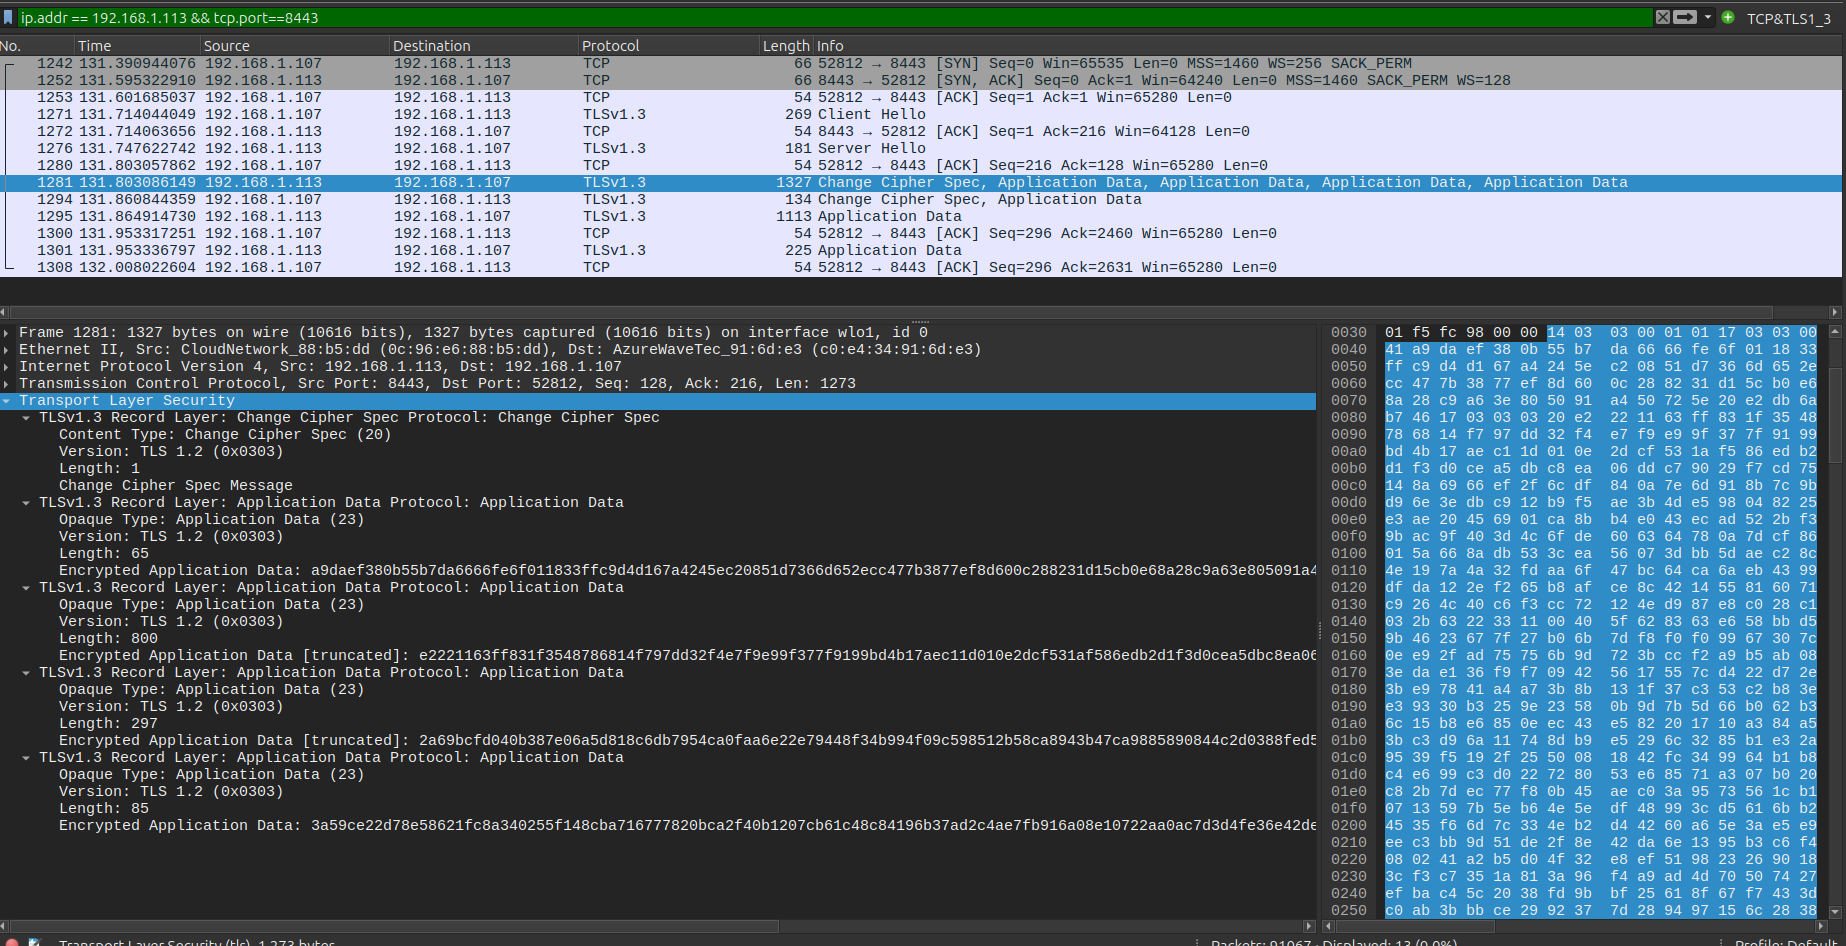 ip.addr == 192.168.1.113 && tcp.port==8443
TCP&TLS1_3
No. Time Source Destination Protocol Length Info
1242 131.390944076 192.168.1.107 192.168.1.113 TCP 66 52812 → 8443 [SYN] Seq=0 Win=65535 Len=0 MSS=1460 WS=256 SACK_PERM
1252 131.595322910 192.168.1.113 192.168.1.107 TCP 66 8443 → 52812 [SYN, ACK] Seq=0 Ack=1 Win=64240 Len=0 MSS=1460 SACK_PERM WS=128
1253 131.601685037 192.168.1.107 192.168.1.113 TCP 54 52812 → 8443 [ACK] Seq=1 Ack=1 Win=65280 Len=0
1271 131.714044049 192.168.1.107 192.168.1.113 TLSv1.3 269 Client Hello
1272 131.714063656 192.168.1.113 192.168.1.107 TCP 54 8443 → 52812 [ACK] Seq=1 Ack=216 Win=64128 Len=0
1276 131.747622742 192.168.1.113 192.168.1.107 TLSv1.3 181 Server Hello
1280 131.803057862 192.168.1.107 192.168.1.113 TCP 54 52812 → 8443 [ACK] Seq=216 Ack=128 Win=65280 Len=0
1281 131.803086149 192.168.1.113 192.168.1.107 TLSv1.3 1327 Change Cipher Spec, Application Data, Application Data, Application Data, Application Data
1294 131.860844359 192.168.1.107 192.168.1.113 TLSv1.3 134 Change Cipher Spec, Application Data
1295 131.864914730 192.168.1.113 192.168.1.107 TLSv1.3 1113 Application Data
1300 131.953317251 192.168.1.107 192.168.1.113 TCP 54 52812 → 8443 [ACK] Seq=296 Ack=2460 Win=65280 Len=0
1301 131.953336797 192.168.1.113 192.168.1.107 TLSv1.3 225 Application Data
1308 132.008022604 192.168.1.107 192.168.1.113 TCP 54 52812 → 8443 [ACK] Seq=296 Ack=2631 Win=65280 Len=0
Frame 1281: 1327 bytes on wire (10616 bits), 1327 bytes captured (10616 bits) on interface wlo1, id 0
Ethernet II, Src: CloudNetwork_88:b5:dd (0c:96:e6:88:b5:dd), Dst: AzureWaveTec_91:6d:e3 (c0:e4:34:91:6d:e3)
Internet Protocol Version 4, Src: 192.168.1.113, Dst: 192.168.1.107
Transmission Control Protocol, Src Port: 8443, Dst Port: 52812, Seq: 128, Ack: 216, Len: 1273
Transport Layer Security
TLSv1.3 Record Layer: Change Cipher Spec Protocol: Change Cipher Spec
Content Type: Change Cipher Spec (20)
Version: TLS 1.2 (0x0303)
Length: 1
Change Cipher Spec Message
TLSv1.3 Record Layer: Application Data Protocol: Application Data
Opaque Type: Application Data (23)
Version: TLS 1.2 (0x0303)
Length: 65
Encrypted Application Data: a9daef380b55b7da6666fe6f011833ffc9d4d167a4245ec20851d7366d652ecc477b3877ef8d600c288231d15cb0e68a28c9a63e805091a4
TLSv1.3 Record Layer: Application Data Protocol: Application Data
Opaque Type: Application Data (23)
Version: TLS 1.2 (0x0303)
Length: 800
Encrypted Application Data [truncated]: e2221163ff831f3548786814f797dd32f4e7f9e99f377f9199bd4b17aec11d010e2dcf531af586edb2d1f3d0cea5dbc8ea06
TLSv1.3 Record Layer: Application Data Protocol: Application Data
Opaque Type: Application Data (23)
Version: TLS 1.2 (0x0303)
Length: 297
Encrypted Application Data [truncated]: 2a69bcfd040b387e06a5d818c6db7954ca0faa6e22e79448f34b994f09c598512b58ca8943b47ca9885890844c2d0388fed5
TLSv1.3 Record Layer: Application Data Protocol: Application Data
Opaque Type: Application Data (23)
Version: TLS 1.2 (0x0303)
Length: 85
Encrypted Application Data: 3a59ce22d78e58621fc8a340255f148cba716777820bca2f40b1207cb61c48c84196b37ad2c4ae7fb916a08e10722aa0ac7d3d4fe36e42de
0030 01 f5 fc 98 00 00 14 03 03 00 01 01 17 03 03 00
0040 41 a9 da ef 38 0b 55 b7 da 66 66 fe 6f 01 18 33
0050 ff c9 d4 d1 67 a4 24 5e c2 08 51 d7 36 6d 65 2e
0060 cc 47 7b 38 77 ef 8d 60 0c 28 82 31 d1 5c b0 e6
0070 8a 28 c9 a6 3e 80 50 91 a4 50 72 5e 20 e2 db 6a
0080 b7 46 17 03 03 03 20 e2 22 11 63 ff 83 1f 35 48
0090 78 68 14 f7 97 dd 32 f4 e7 f9 e9 9f 37 7f 91 99
00a0 bd 4b 17 ae c1 1d 01 0e 2d cf 53 1a f5 86 ed b2
00b0 d1 f3 d0 ce a5 db c8 ea 06 dd c7 90 29 f7 cd 75
00c0 14 8a 69 66 ef 2f 6c df 84 0a 7e 6d 91 8b 7c 9b
00d0 d6 6e 3e db c9 12 b9 f5 ae 3b 4d e5 98 04 82 25
00e0 e3 ae 20 45 69 01 ca 8b b4 e0 43 ec ad 52 2b f3
00f0 9b ac 9f 40 3d 4c 6f de 60 63 64 78 0a 7d cf 86
0100 01 5a 66 8a db 53 3c ea 56 07 3d bb 5d ae c2 8c
0110 4e 19 7a 4a 32 fd aa 6f 47 bc 64 ca 6a eb 43 99
0120 df da 12 2e f2 65 b8 af ce 8c 42 14 55 81 60 71
0130 c9 26 4c 40 c6 f3 cc 72 12 4e d9 87 e8 c0 28 c1
0140 03 2b 63 22 33 11 00 40 5f 62 83 63 e6 58 bb d5
0150 9b 46 23 67 7f 27 b0 6b 7d f8 f0 f0 99 67 30 7c
0160 0e e9 2f ad 75 75 6b 9d 72 3b cc f2 a9 b5 ab 08
0170 3e da e1 36 f9 f7 09 42 56 17 55 7c d4 22 d7 2e
0180 3b e9 78 41 a4 a7 3b 8b 13 1f 37 c3 53 c2 b8 3e
0190 e3 93 30 b3 25 9e 23 58 0b 9d 7b 5d 66 b0 62 b3
01a0 6c 15 b8 e6 85 0e ec 43 e5 82 20 17 10 a3 84 a5
01b0 3b c3 d9 6a 11 74 8d b9 e5 29 6c 32 85 b1 e3 2a
01c0 95 39 f5 19 2f 25 50 08 18 42 fc 34 99 64 b1 b8
01d0 c4 e6 99 c3 d0 22 72 80 53 e6 85 71 a3 07 b0 20
01e0 c8 2b 7d ec 77 f8 0b 45 ae c0 3a 95 73 56 1c b1
01f0 07 13 59 7b 5e b6 4e 5e df 48 99 3c d5 61 6b b2
0200 45 35 f6 6d 7c 33 4e b2 d4 42 60 a6 5e 3a e5 e9
0210 ee c3 bb 9d 51 de 2f 8e 42 da 6e 13 95 b3 c6 f4
0220 08 02 41 a2 b5 d0 4f 32 e8 ef 51 98 23 26 90 18
0230 3c f3 c7 35 1a 81 3a 96 f4 a9 ad 4d 70 50 74 27
0240 ef ba c4 5c 20 38 fd 9b bf 25 61 8f 67 f7 43 3d
0250 c0 ab 3b bb ce 29 92 37 7d 28 94 97 15 6c 28 38
Transport Layer Security (tls), 1,273 bytes
Packets: 91067 · Displayed: 13 (0.0%)
Profile: Default